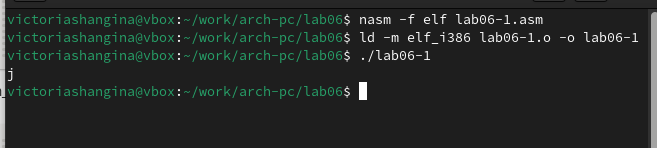 victoriashangina@vbox:~/work/arch-pc/lab06$ nasm -f elf lab06-1.asm
victoriashangina@vbox:~/work/arch-pc/lab06$ ld -m elf_i386 lab06-1.o -o lab06-1
victoriashangina@vbox:~/work/arch-pc/lab06$ ./lab06-1
j
victoriashangina@vbox:~/work/arch-pc/lab06$